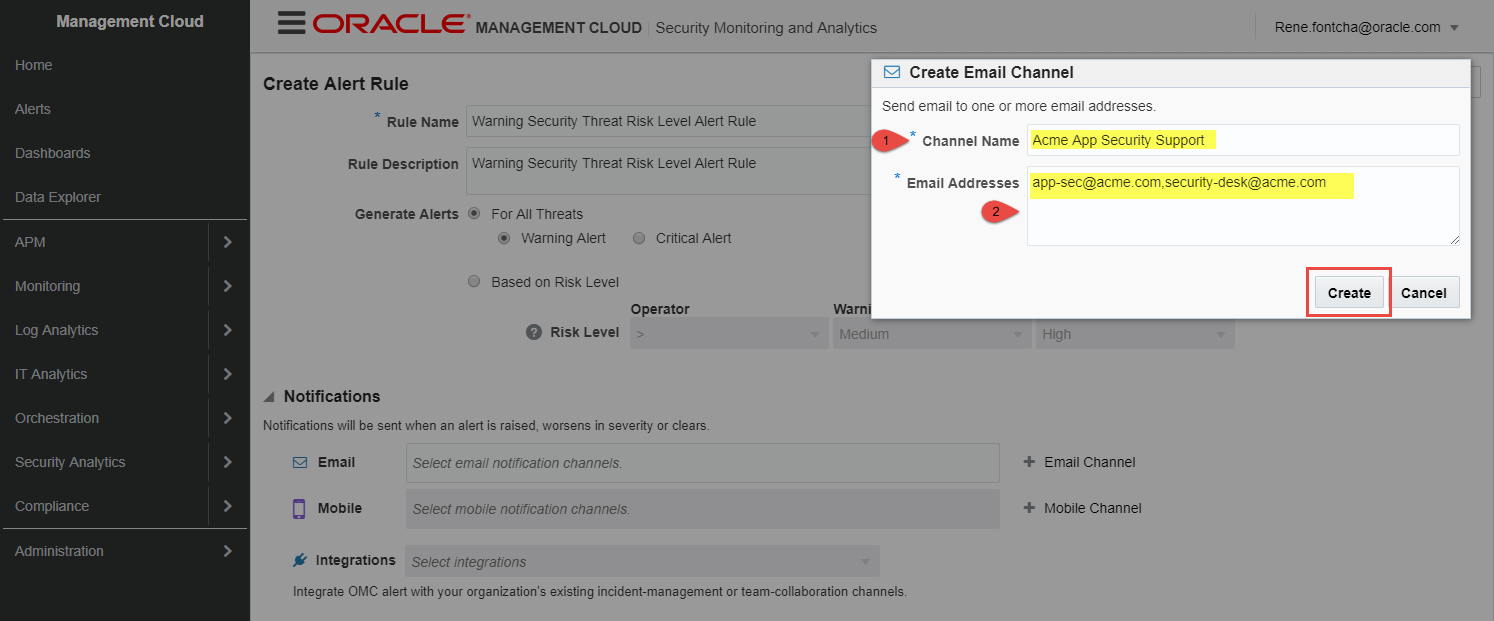 Management Cloud
Home
Alerts
Dashboards
Data Explorer
APM
Monitoring
Log Analytics
IT Analytics
Orchestration
Security Analytics
Compliance
Administration
ORACLE® MANAGEMENT CLOUD Security Monitoring and Analytics
Rene.fontcha@oracle.com
Create Alert Rule
* Rule Name Warning Security Threat Risk Level Alert Rule
Rule Description Warning Security Threat Risk Level Alert Rule
Generate Alerts For All Threats
Warning Alert Critical Alert
Based on Risk Level
Operator Warni
? Risk Level > Medium High
Notifications
Notifications will be sent when an alert is raised, worsens in severity or clears.
Email Select email notification channels. + Email Channel
Mobile Select mobile notification channels. + Mobile Channel
Integrations Select integrations
Integrate OMC alert with your organization's existing incident-management or team-collaboration channels.
Create Email Channel
Send email to one or more email addresses.
1 * Channel Name Acme App Security Support
* Email Addresses app-sec@acme.com,security-desk@acme.com
2
Create Cancel